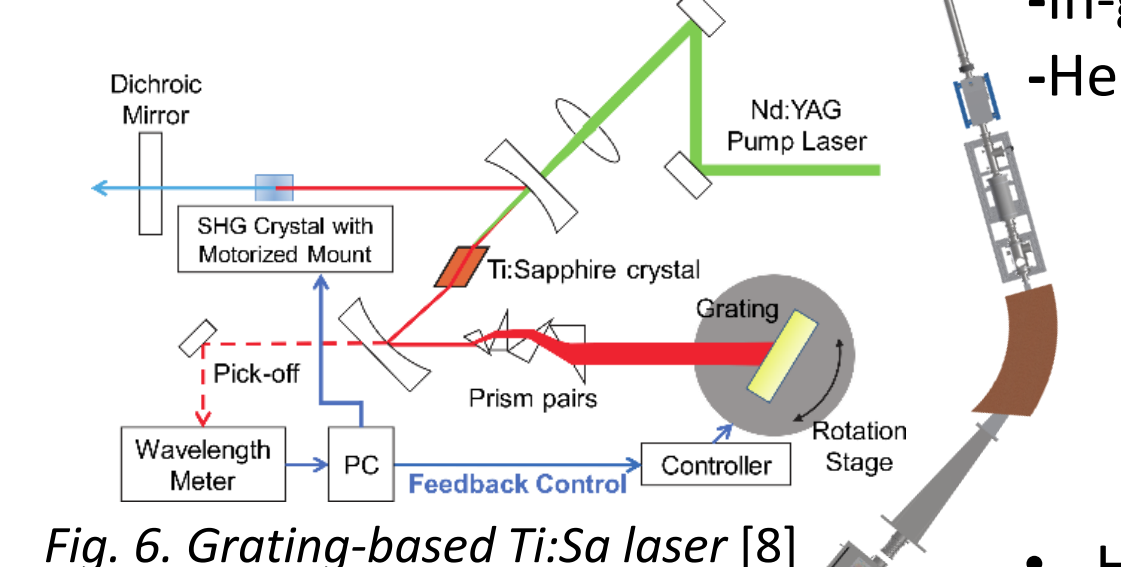 -In-g
-He
Dichroic
Mirror
Nd:YAG
Pump Laser
SHG Crystal with
Motorized Mount
Ti:Sapphire crystal
Grating
Pick-off
Prism pairs
Rotation
Stage
Wavelength
Meter
PC
Feedback Control
Controller
Fig. 6. Grating-based Ti:Sa laser [8]
• H